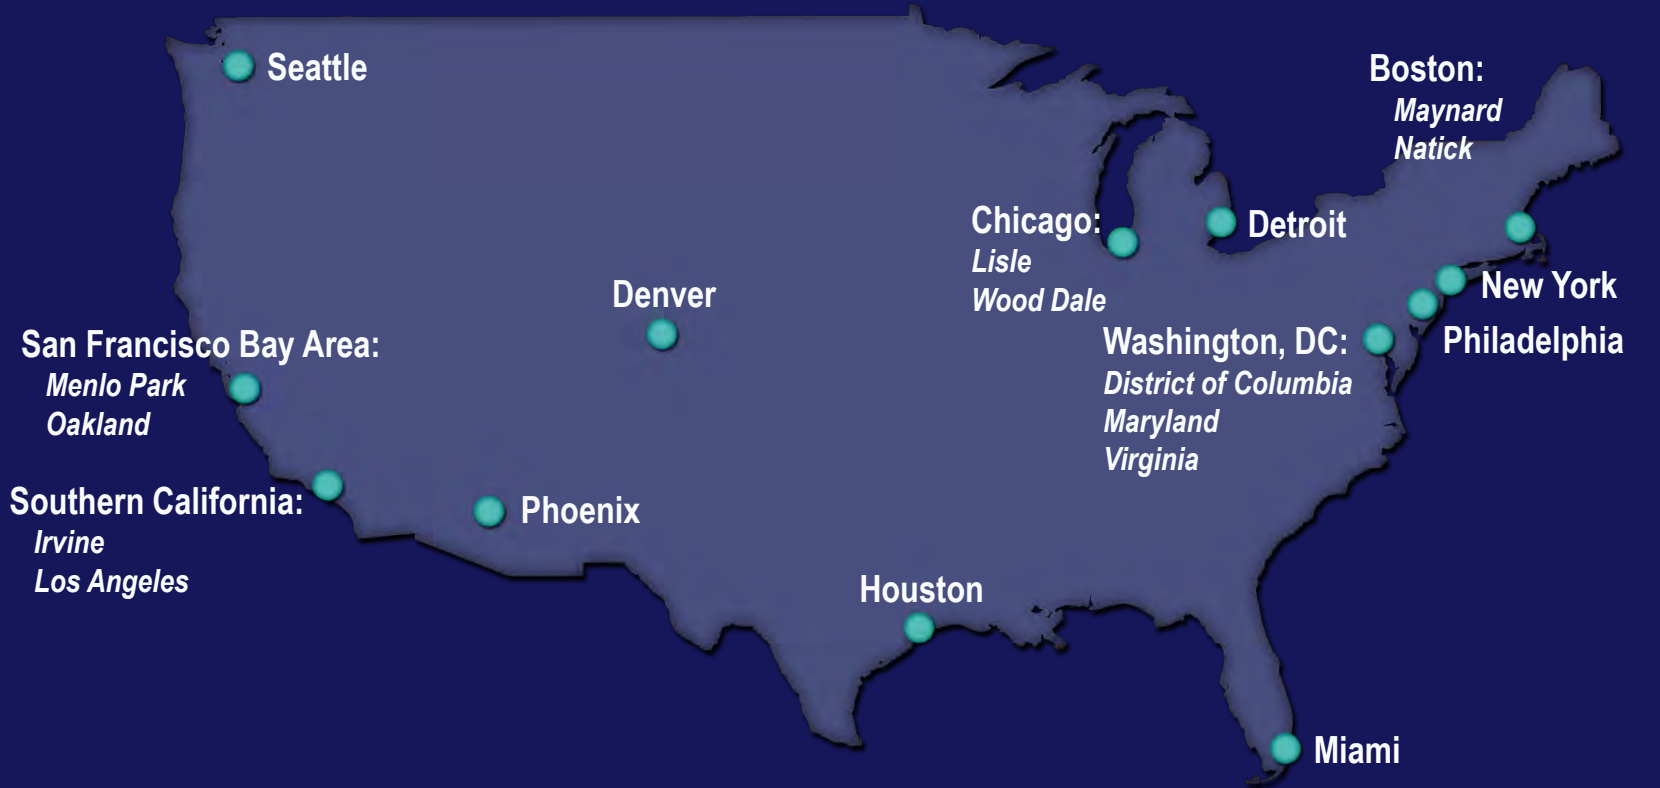 Seattle
Boston:
Maynard
Natick
Chicago:
Lisle
Wood Dale
Detroit
Denver
New York
San Francisco Bay Area:
Menlo Park
Oakland
Washington, DC:
District of Columbia
Maryland
Virginia
Philadelphia
Southern California:
Irvine
Los Angeles
Phoenix
Houston
Miami